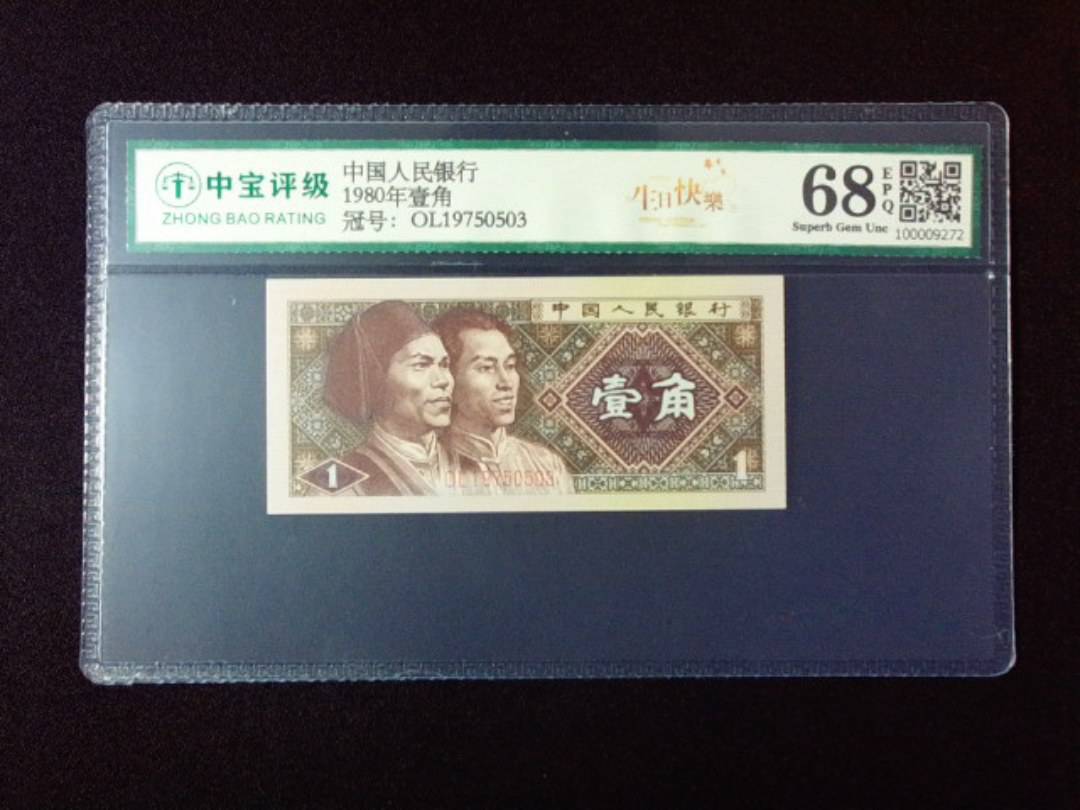 中宝评级
ZHONG BAO RATING
中国人民银行
1980年壹角
冠号：OL19750503
生日快樂
68
EPQ
Superb Gem Unc
100009272
中国人民银行
壹角
1
OL19750503
1